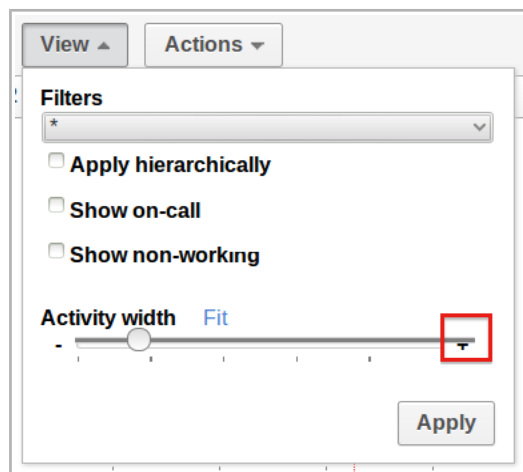 View Actions
Filters
*
Apply hierarchically
Show on-call
Show non-working
Activity width Fit
- +
Apply